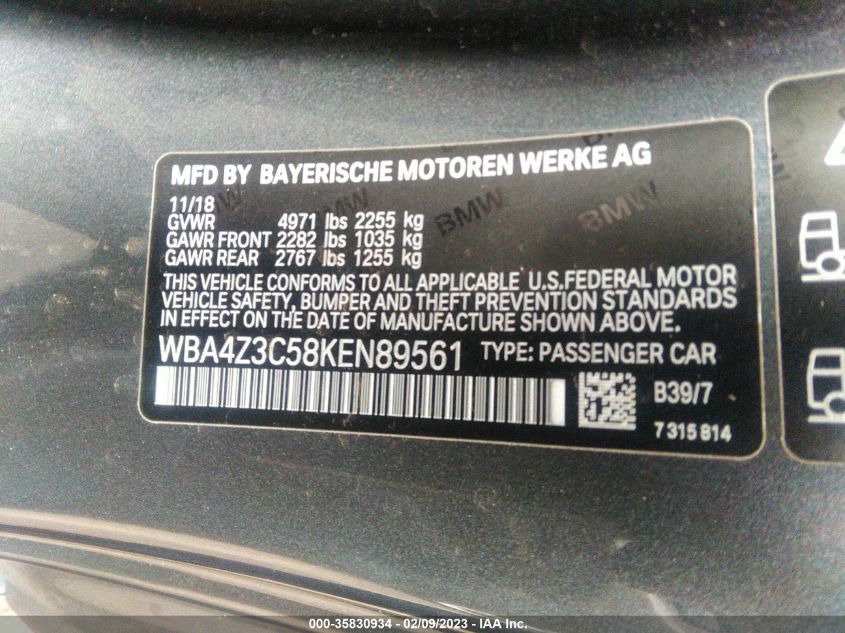 MFD BY BAYERISCHE MOTOREN WERKE AG
11/18
GVWR 4971 lbs 2255 kg
GAWR FRONT 2282 lbs 1035 kg
GAWR REAR 2767 lbs 1255 kg
BMW BMW
THIS VEHICLE CONFORMS TO ALL APPLICABLE U.S.FEDERAL MOTOR
VEHICLE SAFETY, BUMPER AND THEFT PREVENTION STANDARDS
IN EFFECT ON THE DATE OF MANUFACTURE SHOWN ABOVE.
WBA4Z3C58KEN89561 TYPE: PASSENGER CAR
B39/7
7 315 814
000-35830934 — 02/09/2023 — IAA Inc.